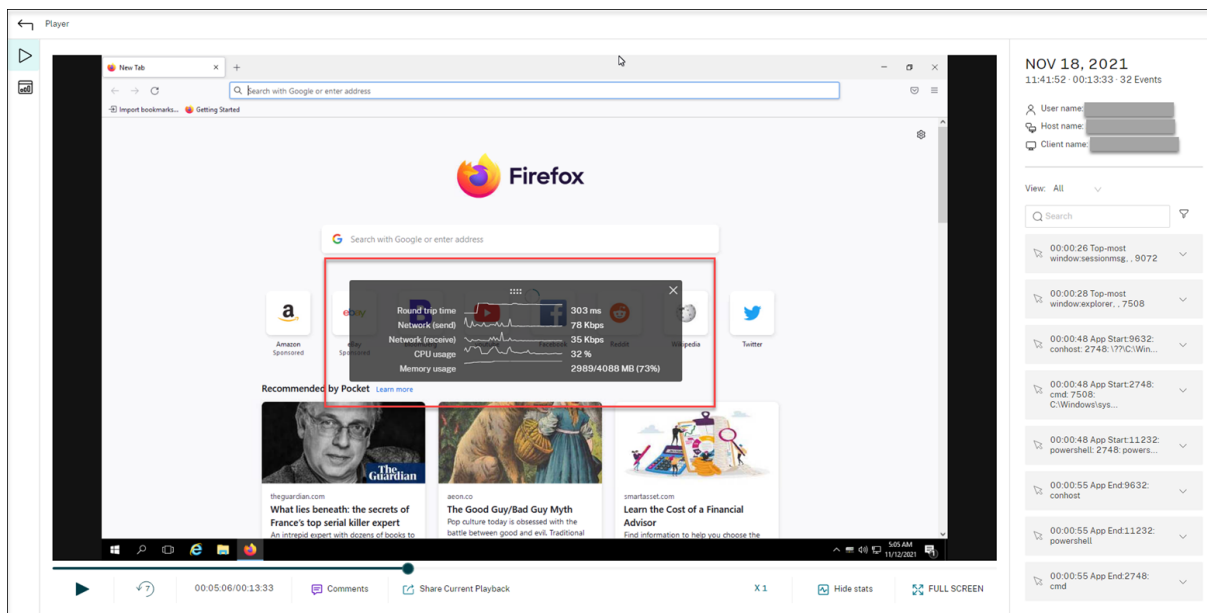 Player
New Tab
Search with Google or enter address
Import bookmarks... Getting Started
Firefox
Search with Google or enter address
Round trip time 303 ms
Network (send) 78 Kbps
Network (receive) 35 Kbps
CPU usage 32 %
Memory usage 2989/4088 MB (73%)
Amazon
Sponsored
eBay
Sponsored
Facebook
Reddit
Wikipedia
Twitter
Recommended by Pocket Learn more
The Guardian
theguardian.com
What lies beneath: the secrets of
France's top serial killer expert
An intrepid expert with dozens of books to
aeon.co
The Good Guy/Bad Guy Myth
Pop culture today is obsessed with the
battle between good and evil. Traditional
smartasset.com
Learn the Cost of a Financial
Advisor
Find information to help you choose the
5:05 AM
11/12/2021
7
00:05:06/00:13:33
Comments
Share Current Playback
X 1
Hide stats
FULL SCREEN
NOV 18, 2021
11:41:52 · 00:13:33 · 32 Events
User name:
Host name:
Client name:
View: All
Search
00:00:26 Top-most
window:sessionmsg, , 9072
00:00:28 Top-most
window:explorer, , 7508
00:00:48 App Start:9632:
conhost: 2748: \??\C:\Win...
00:00:48 App Start:2748:
cmd: 7508:
C:\Windows\sys...
00:00:48 App Start:11232:
powershell: 2748: powers...
00:00:55 App End:9632:
conhost
00:00:55 App End:11232:
powershell
00:00:55 App End:2748:
cmd